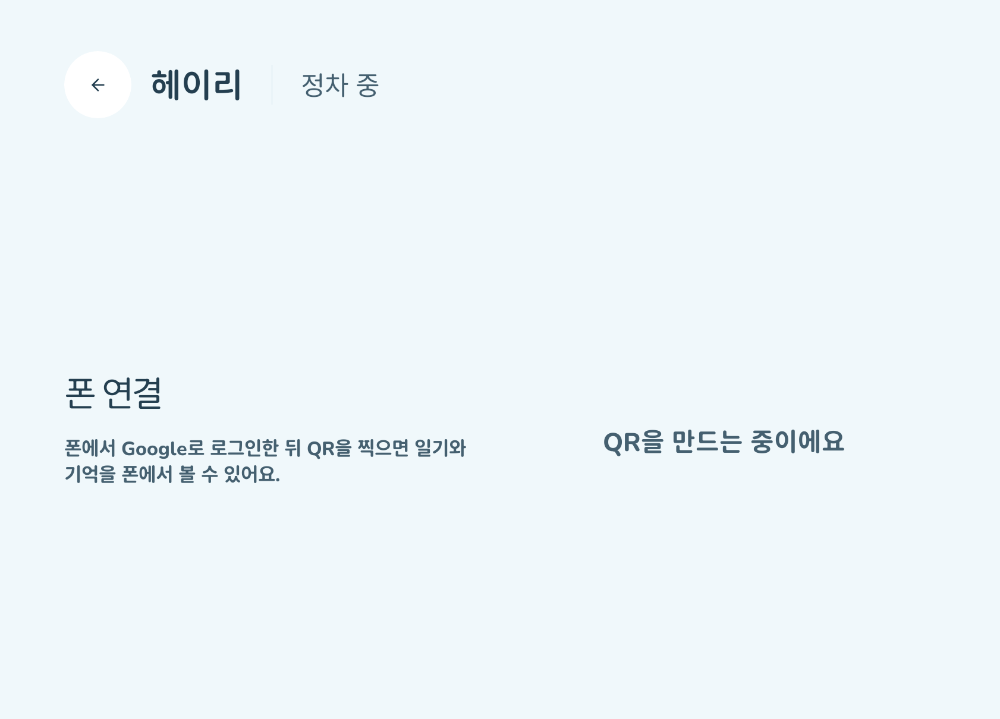 헤이리
정차 중
폰 연결
폰에서 Google로 로그인한 뒤 QR을 찍으면 일기와
기억을 폰에서 볼 수 있어요.
QR을 만드는 중이에요